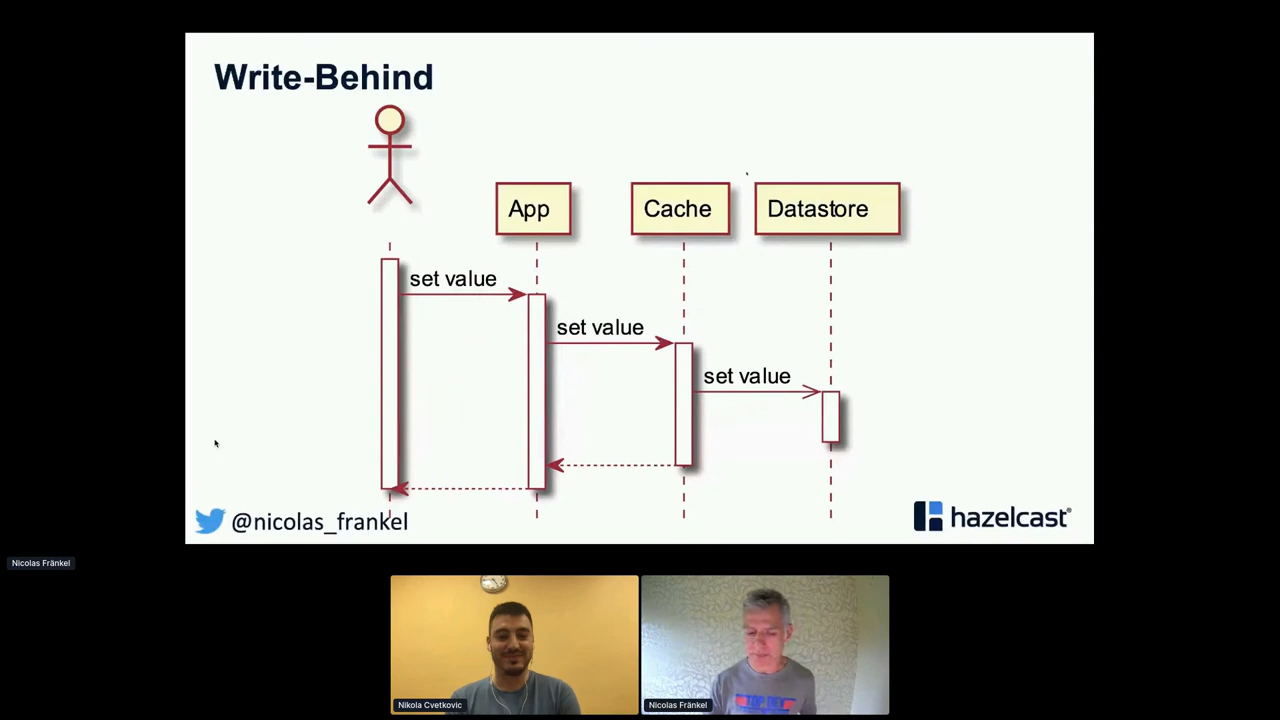 Write-Behind
App
Cache
Datastore
set value
set value
set value
@nicolas_frankel
hazelcast
Nicolas Fränkel
Nikola Cvetkovic
Nicolas Fränkel